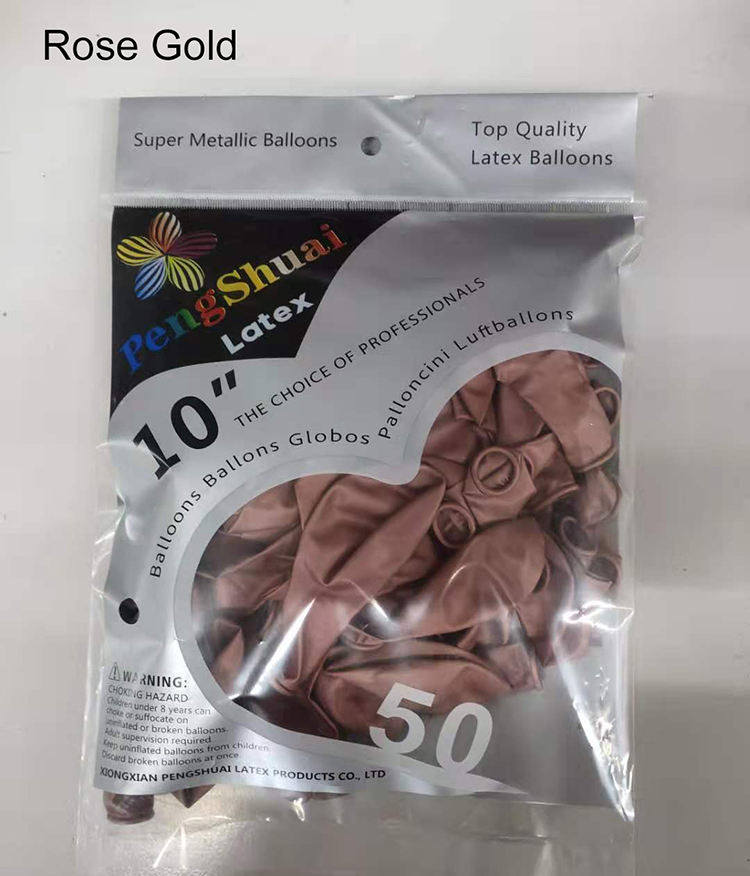 Rose Gold
Super Metallic Balloons
Top Quality
Latex Balloons
PengShuai
Latex
10"
THE CHOICE OF PROFESSIONALS
Balloons Ballons Globos Palloncini Luftballons
WARNING:
CHOKING HAZARD
Children under 8 years can
choke or suffocate on
uninflated or broken balloons.
Adult supervision required.
Keep uninflated balloons from children.
Discard broken balloons at once.
XIONGXIAN PENGSHUAI LATEX PRODUCTS CO., LTD
50